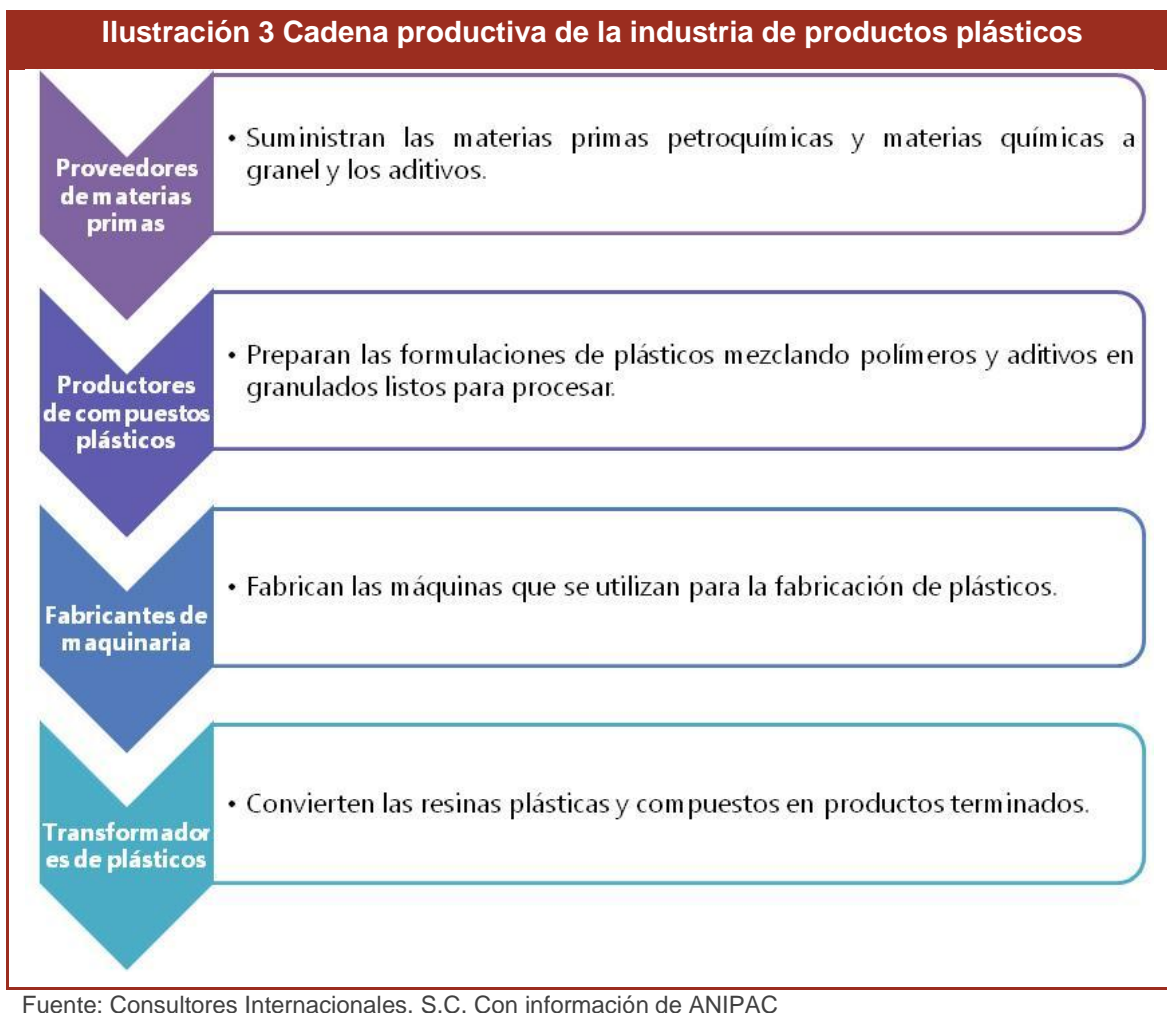 Ilustración 3 Cadena productiva de la industria de productos plásticos
Proveedores
de materias
primas
• Suministran las materias primas petroquímicas y materias químicas a
granel y los aditivos.
Productores
de compuestos
plásticos
• Preparan las formulaciones de plásticos mezclando polímeros y aditivos en
granulados listos para procesar.
Fabricantes de
maquinaria
• Fabrican las máquinas que se utilizan para la fabricación de plásticos.
Transformador
es de plásticos
• Convierten las resinas plásticas y compuestos en productos terminados.
Fuente: Consultores Internacionales, S.C. Con información de ANIPAC